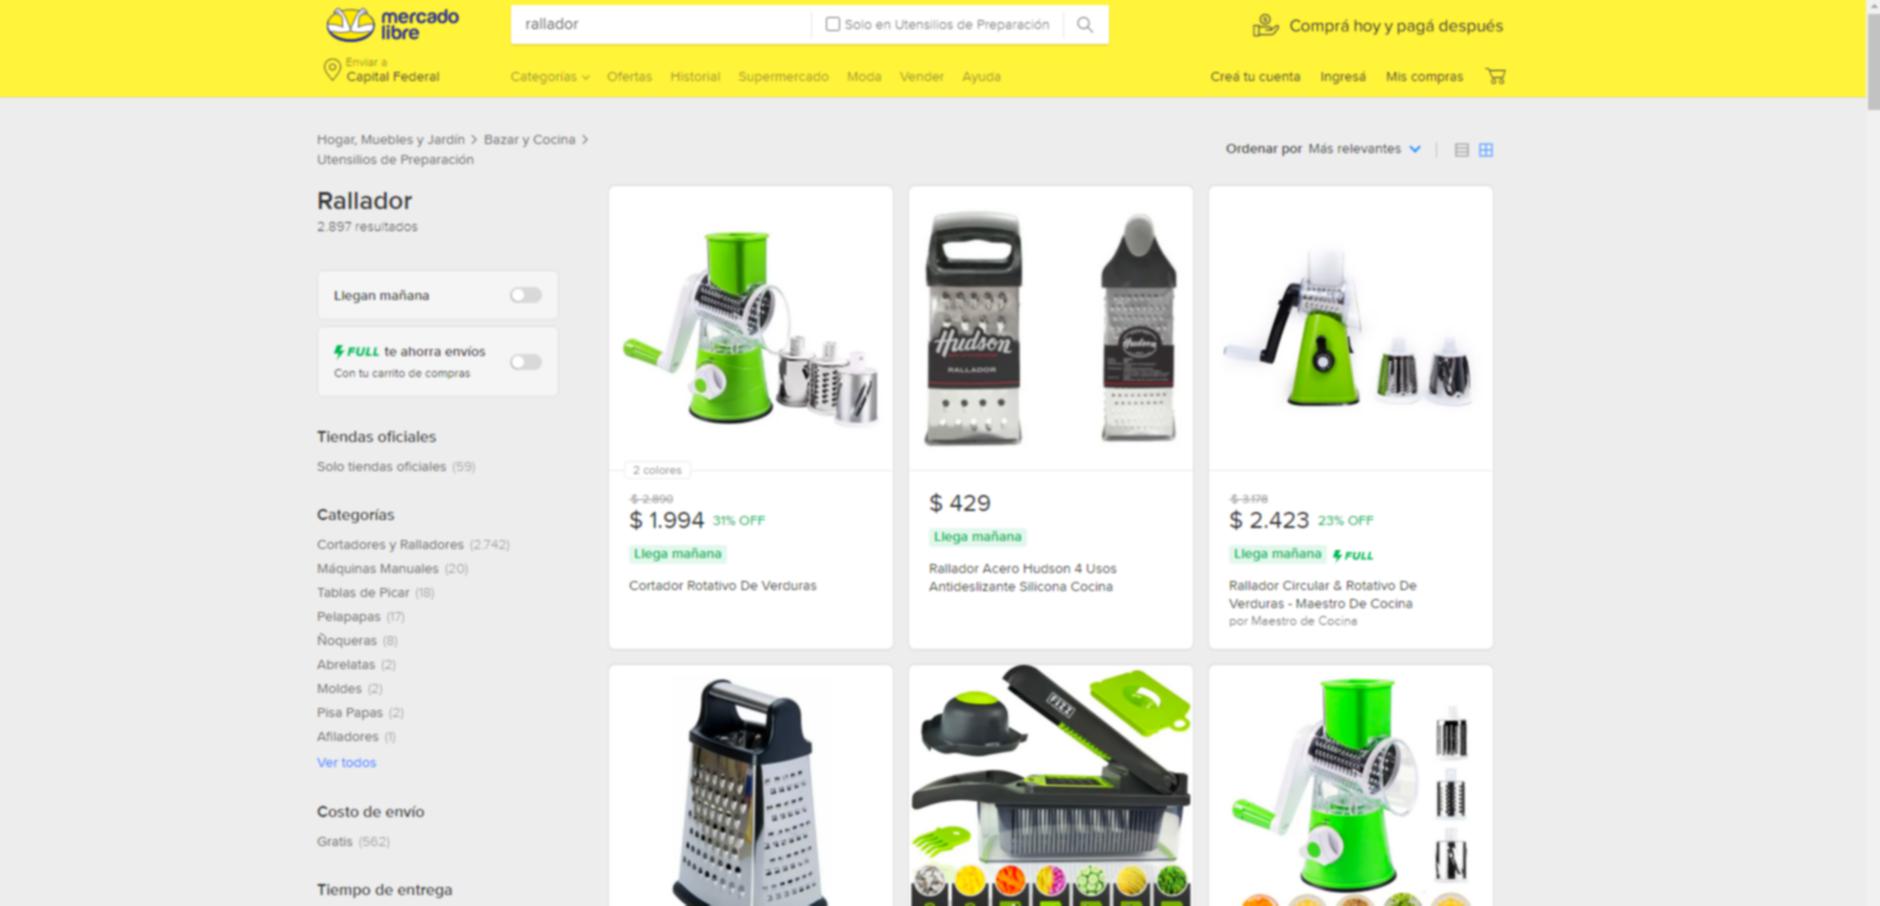 mercado
libre
rallador
Solo en Utensilios de Preparación
Comprá hoy y pagá después
Enviar a
Capital Federal
Categorías
Ofertas
Historial
Supermercado
Moda
Vender
Ayuda
Creá tu cuenta
Ingresá
Mis compras
Hogar, Muebles y Jardín > Bazar y Cocina >
Utensilios de Preparación
Ordenar por Más relevantes
Rallador
2.897 resultados
Llegan mañana
FULL te ahorra envíos
Con tu carrito de compras
Tiendas oficiales
Solo tiendas oficiales (59)
Categorías
Cortadores y Ralladores (2.742)
Máquinas Manuales (20)
Tablas de Picar (18)
Pelapapas (17)
Ñoqueras (8)
Abrelatas (2)
Moldes (2)
Pisa Papas (2)
Afiladores (1)
Ver todos
Costo de envío
Gratis (562)
Tiempo de entrega
2 colores
$ 2.890
$ 1.994 31% OFF
Llega mañana
Cortador Rotativo De Verduras
Hudson
RALLADOR
Hudson
$ 429
Llega mañana
Rallador Acero Hudson 4 Usos
Antideslizante Silicona Cocina
$ 3.178
$ 2.423 23% OFF
Llega mañana FULL
Rallador Circular & Rotativo De
Verduras - Maestro De Cocina
por Maestro de Cocina
FIZZ